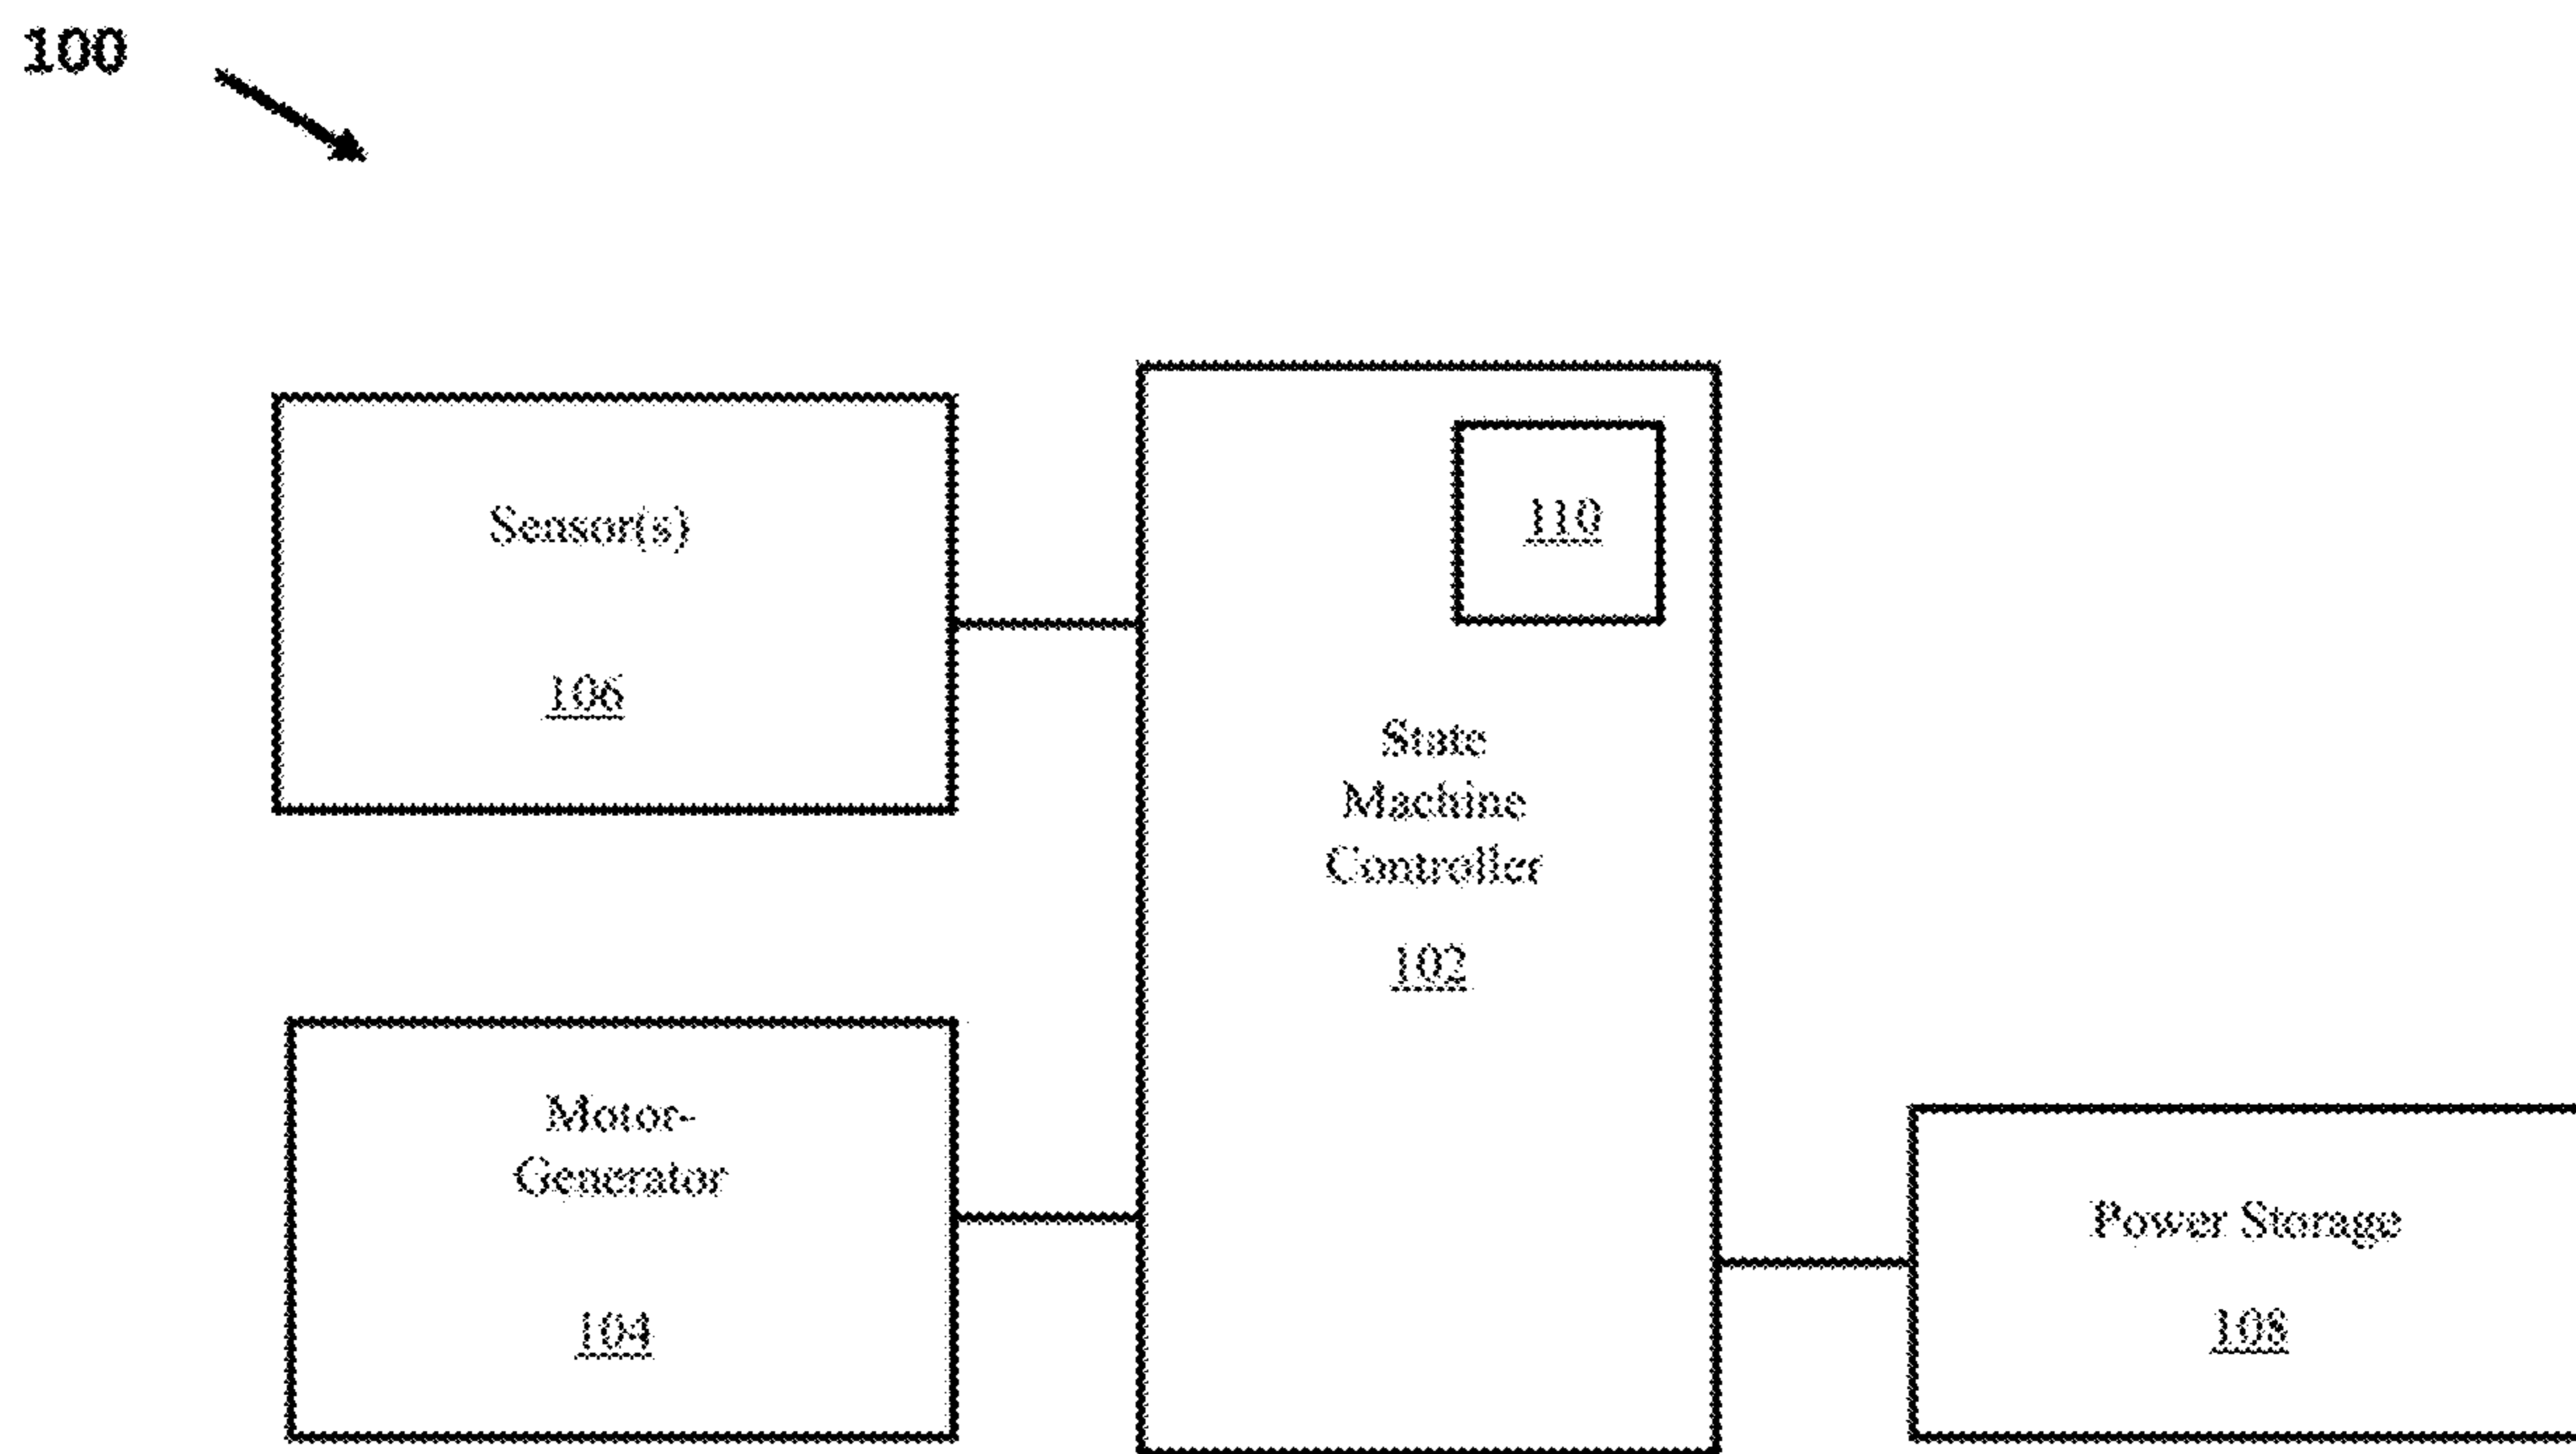 100
Sensor(s)
106
110
State
Machine
Controller
102
Motor-
Generator
104
Power Storage
108